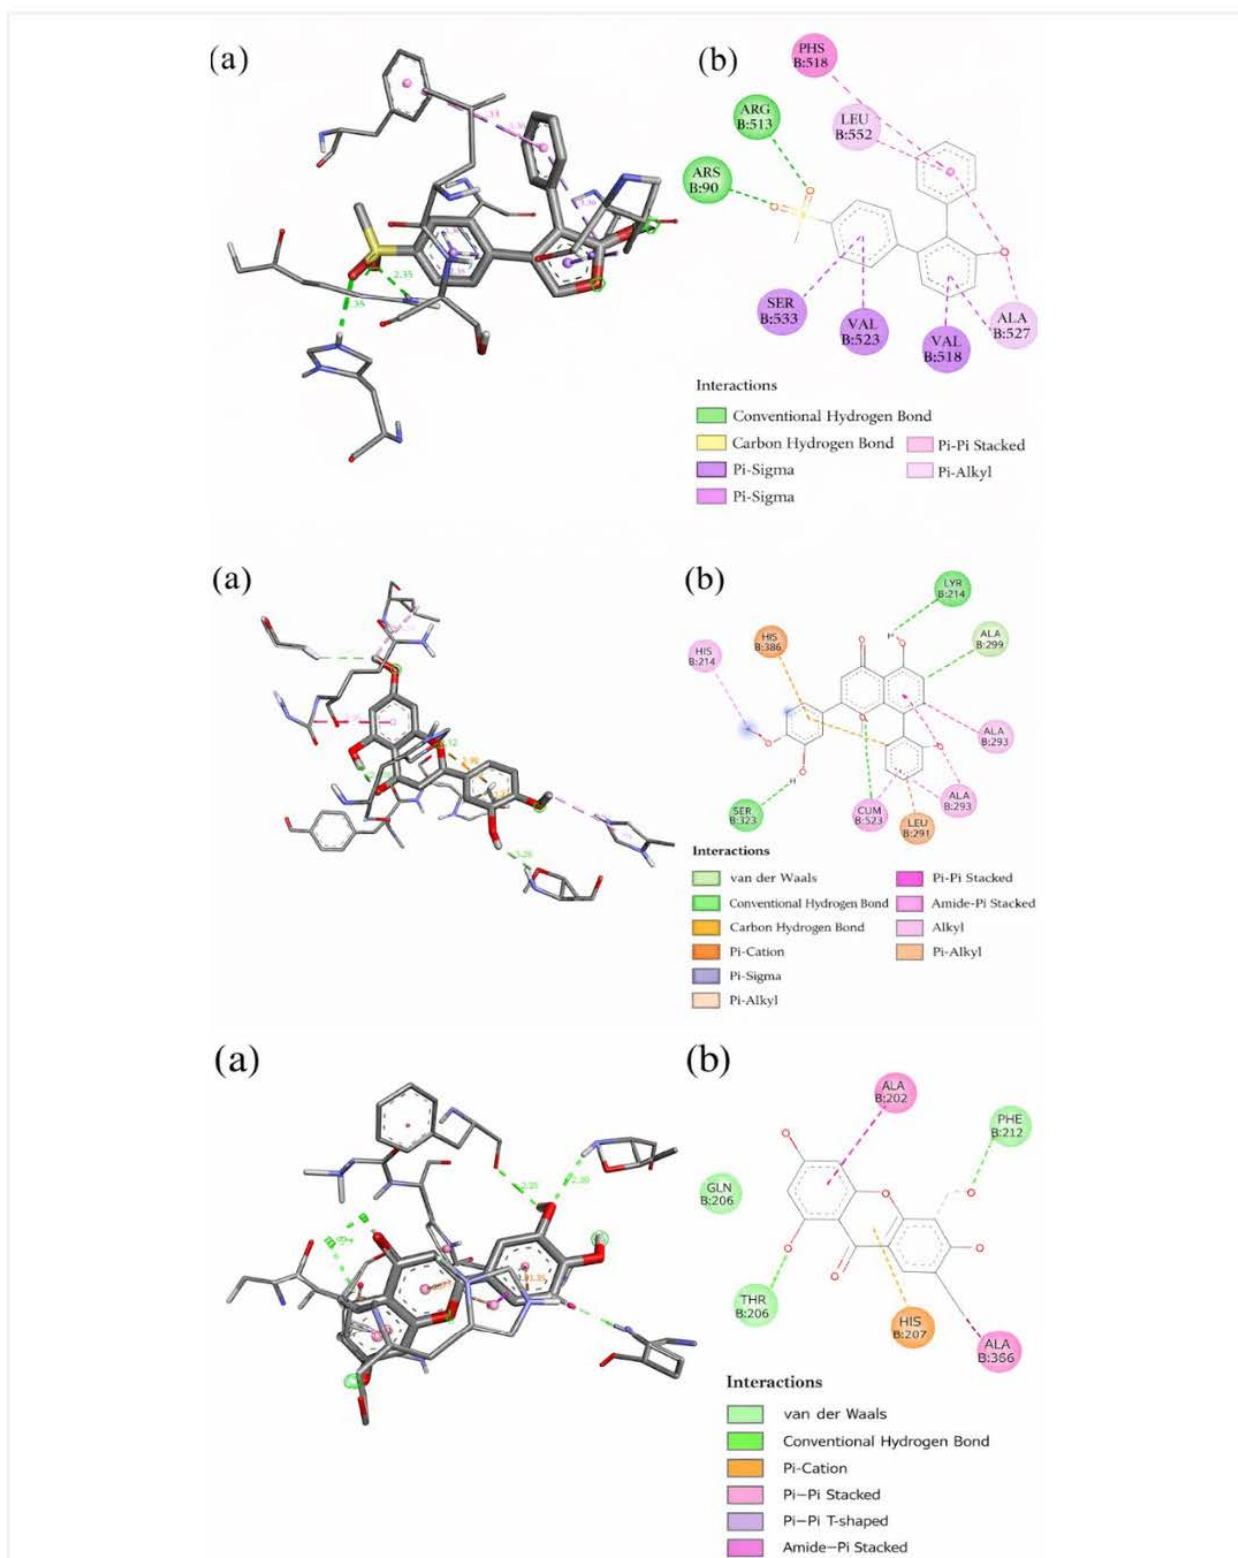 (a)
(b)
PHS
B:518
ARG
B:513
LEU
B:552
ARS
B:90
SER
B:533
VAL
B:523
VAL
B:518
ALA
B:527
2.35
Interactions
Conventional Hydrogen Bond
Carbon Hydrogen Bond
Pi-Pi Stacked
Pi-Sigma
Pi-Alkyl
Pi-Sigma
(a)
(b)
LYR
B:214
HIS
B:386
ALA
B:299
HIS
B:214
H
ALA
B:293
H
SER
B:323
CUM
B:523
ALA
B:293
LEU
B:291
Interactions
van der Waals
Pi-Pi Stacked
Conventional Hydrogen Bond
Amide-Pi Stacked
Carbon Hydrogen Bond
Alkyl
Pi-Cation
Pi-Alkyl
Pi-Sigma
Pi-Alkyl
(a)
(b)
ALA
B:202
PHE
B:212
GLN
B:206
THR
B:206
HIS
B:207
ALA
B:366
Interactions
van der Waals
Conventional Hydrogen Bond
Pi-Cation
Pi–Pi Stacked
Pi–Pi T-shaped
Amide–Pi Stacked